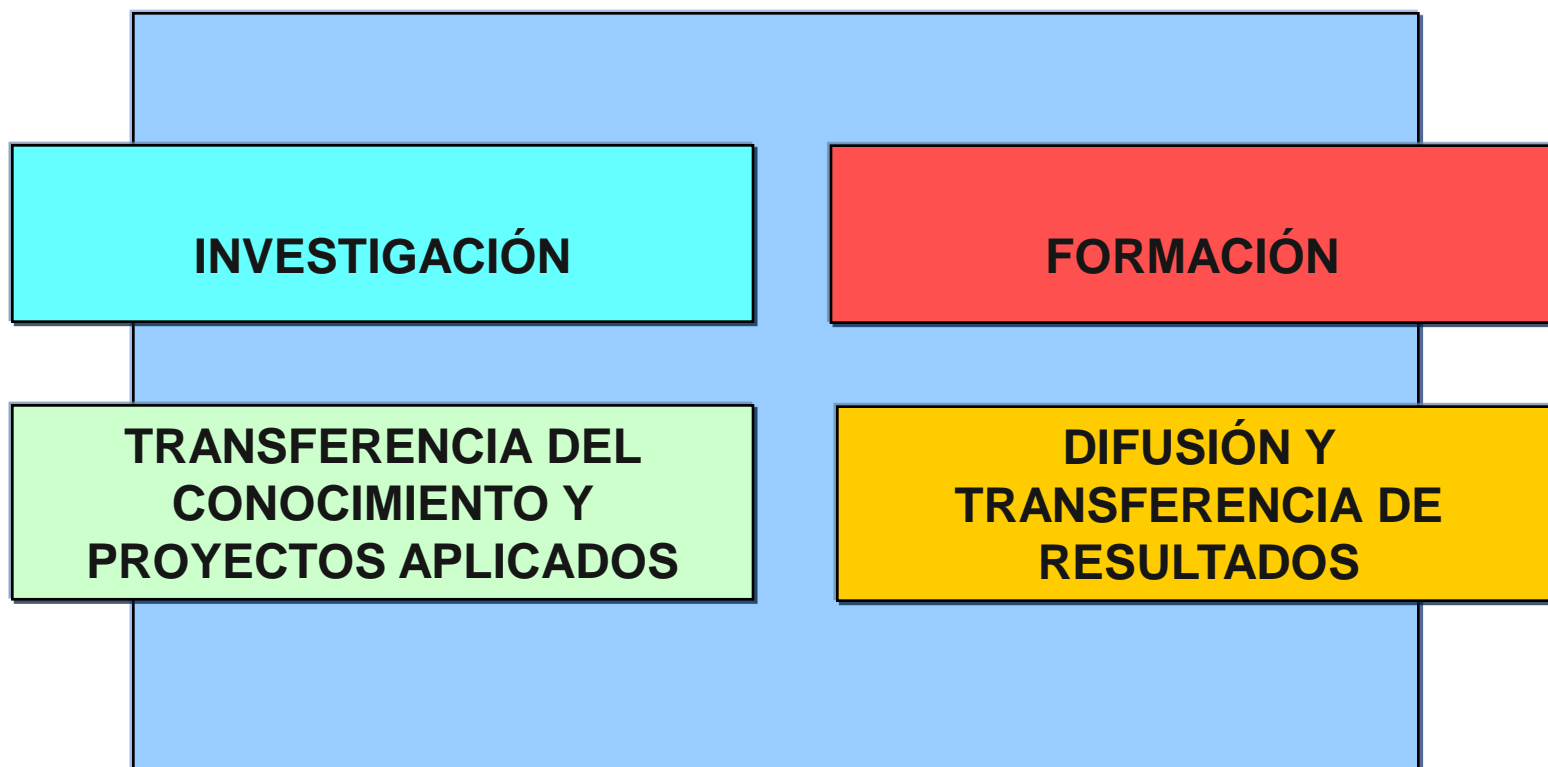 INVESTIGACIÓN
FORMACIÓN
TRANSFERENCIA DEL
CONOCIMIENTO Y
PROYECTOS APLICADOS
DIFUSIÓN Y
TRANSFERENCIA DE
RESULTADOS